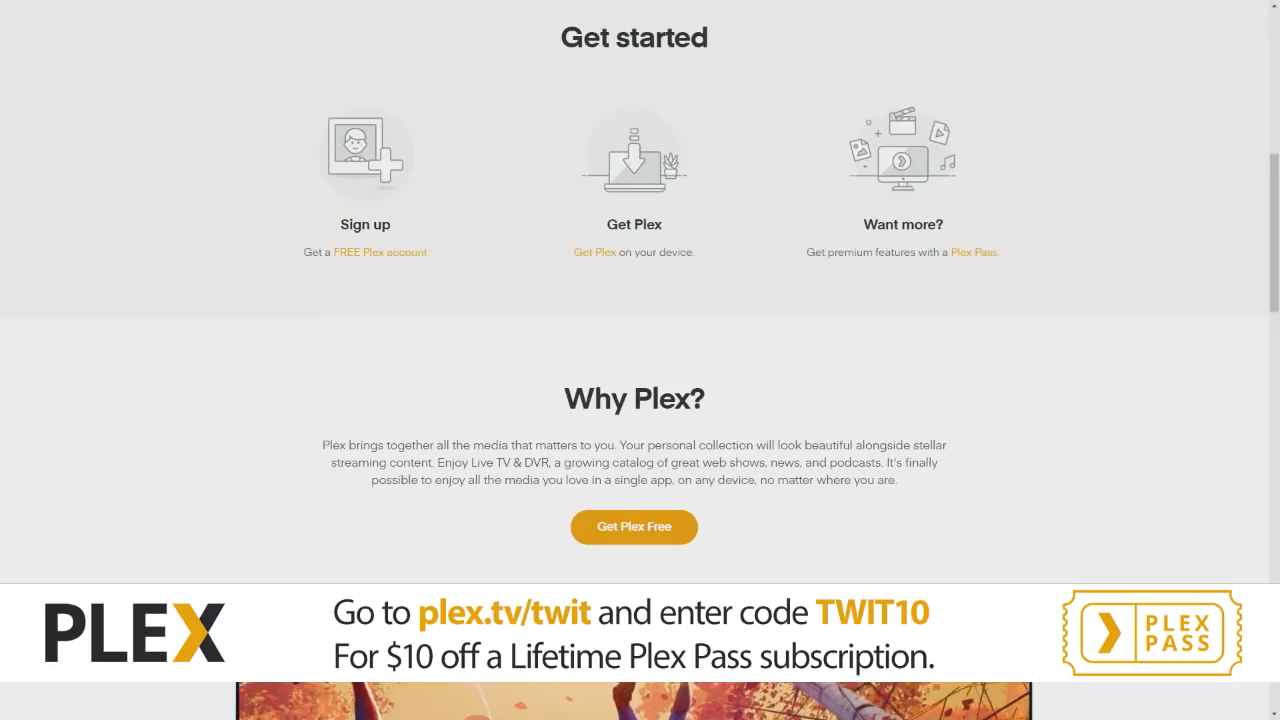 Get started
Sign up
Get a FREE Plex account
Get Plex
Get Plex on your device.
Want more?
Get premium features with a Plex Pass.
Why Plex?
Plex brings together all the media that matters to you. Your personal collection will look beautiful alongside stellar
streaming content. Enjoy Live TV & DVR, a growing catalog of great web shows, news, and podcasts. It's finally
possible to enjoy all the media you love in a single app, on any device, no matter where you are.
Get Plex Free
PLEX
Go to plex.tv/twit and enter code TWIT10
For $10 off a Lifetime Plex Pass subscription.
PLEX
PASS